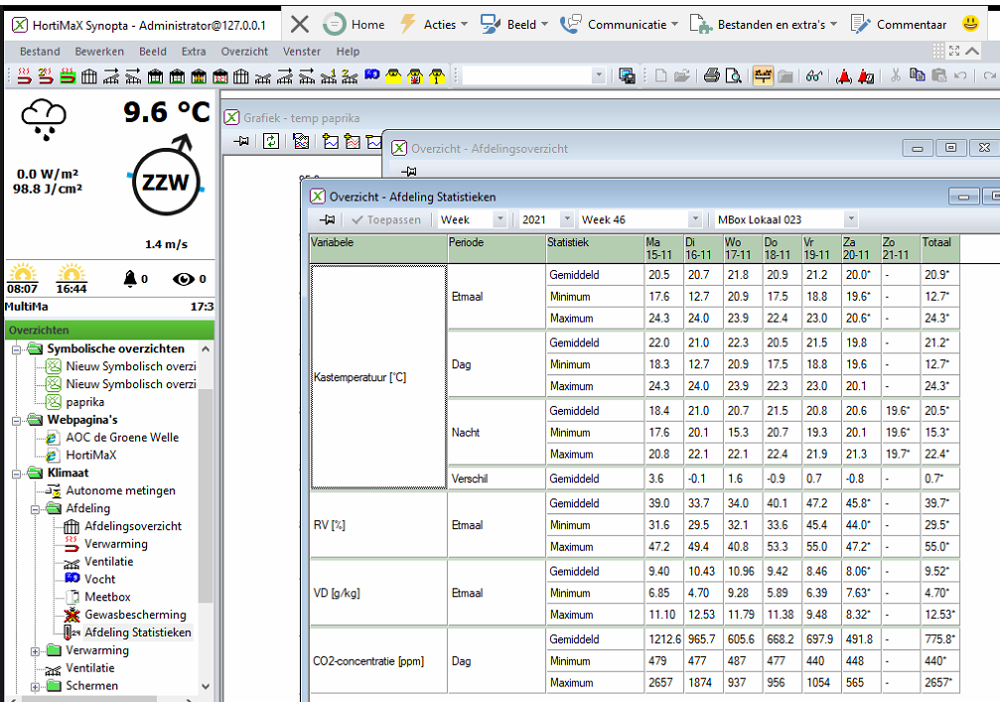 HortiMaX Synopta - Administrator@127.0.0.1
Home Acties Beeld Communicatie Bestanden en extra's Commentaar
Bestand Bewerken Beeld Extra Overzicht Venster Help
9.6 °C
0.0 W/m²
98.8 J/cm²
ZZW
1.4 m/s
08:07 16:44 0 0
MultiMa 17:3
Overzichten
Symbolische overzichten
Nieuw Symbolisch overzi
Nieuw Symbolisch overzi
paprika
Webpagina's
AOC de Groene Welle
HortiMaX
Klimaat
Autonome metingen
Afdeling
Afdelingsoverzicht
Verwarming
Ventilatie
Vocht
Meetbox
Gewasbescherming
Afdeling Statistieken
Verwarming
Ventilatie
Schermen
Grafiek - temp paprika
Overzicht - Afdelingsoverzicht
Overzicht - Afdeling Statistieken
Toepassen Week 2021 Week 46 MBox Lokaal 023
Variabele Periode Statistiek Ma 15-11 Di 16-11 Wo 17-11 Do 18-11 Vr 19-11 Za 20-11 Zo 21-11 Totaal
Kastemperatuur [°C]
Etmaal
Gemiddeld 20.5 20.7 21.8 20.9 21.2 20.0* - 20.9*
Minimum 17.6 12.7 20.9 17.5 18.8 19.6* - 12.7*
Maximum 24.3 24.0 23.9 22.4 23.0 20.6* - 24.3*
Dag
Gemiddeld 22.0 21.0 22.3 20.5 21.5 19.8 - 21.2*
Minimum 18.3 12.7 20.9 17.5 18.8 19.6 - 12.7*
Maximum 24.3 24.0 23.9 22.3 23.0 20.1 - 24.3*
Nacht
Gemiddeld 18.4 21.0 20.7 21.5 20.8 20.6 19.6* 20.5*
Minimum 17.6 20.1 15.3 20.7 19.3 20.1 19.6* 15.3*
Maximum 20.8 22.1 22.1 22.4 21.9 21.3 19.7* 22.4*
Verschil Gemiddeld 3.6 -0.1 1.6 -0.9 0.7 -0.8 - 0.7*
RV [%]
Etmaal
Gemiddeld 39.0 33.7 34.0 40.1 47.2 45.8* - 39.7*
Minimum 31.6 29.5 32.1 33.6 45.4 44.0* - 29.5*
Maximum 47.2 49.4 40.8 53.3 55.0 47.2* - 55.0*
VD [g/kg]
Etmaal
Gemiddeld 9.40 10.43 10.96 9.42 8.46 8.06* - 9.52*
Minimum 6.85 4.70 9.28 5.89 6.39 7.63* - 4.70*
Maximum 11.10 12.53 11.79 11.38 9.48 8.32* - 12.53*
CO2-concentratie [ppm]
Dag
Gemiddeld 1212.6 965.7 605.6 668.2 697.9 491.8 - 775.8*
Minimum 479 477 487 477 440 448 - 440*
Maximum 2657 1874 937 956 1054 565 - 2657*